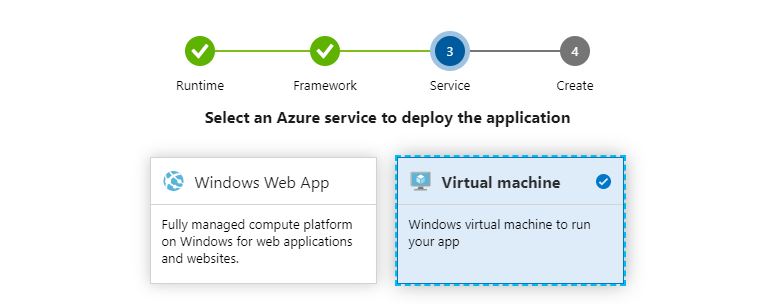 3
4
Runtime
Framework
Service
Create
Select an Azure service to deploy the application
Windows Web App
Fully managed compute platform
on Windows for web applications
and websites.
Virtual machine
Windows virtual machine to run
your app